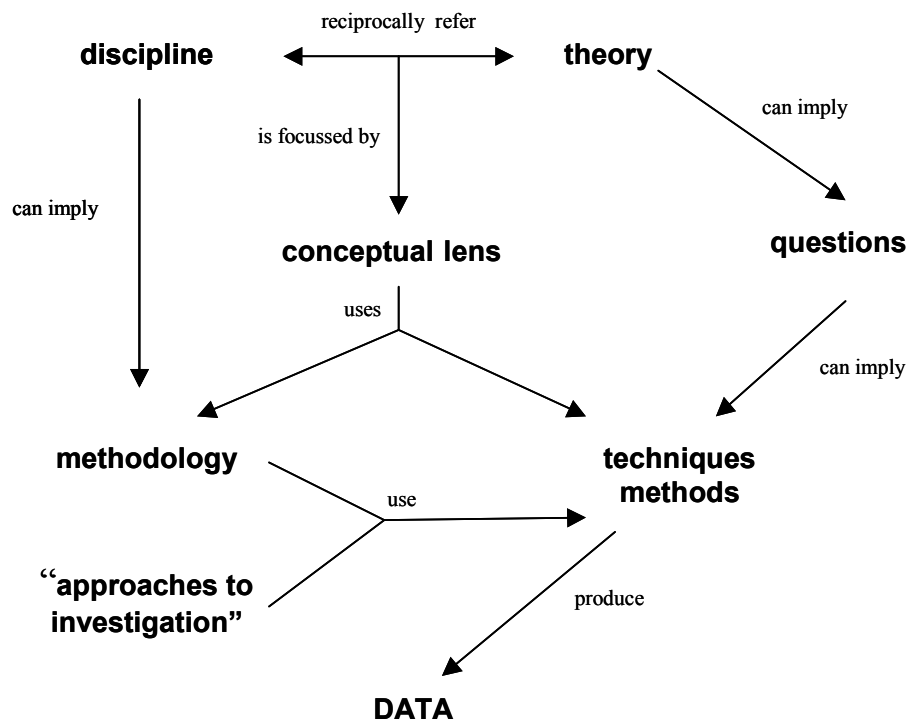 reciprocally refer
discipline
theory
can imply
is focussed by
can imply
questions
conceptual lens
uses
can imply
methodology
techniques
methods
use
“approaches to
investigation”
produce
DATA